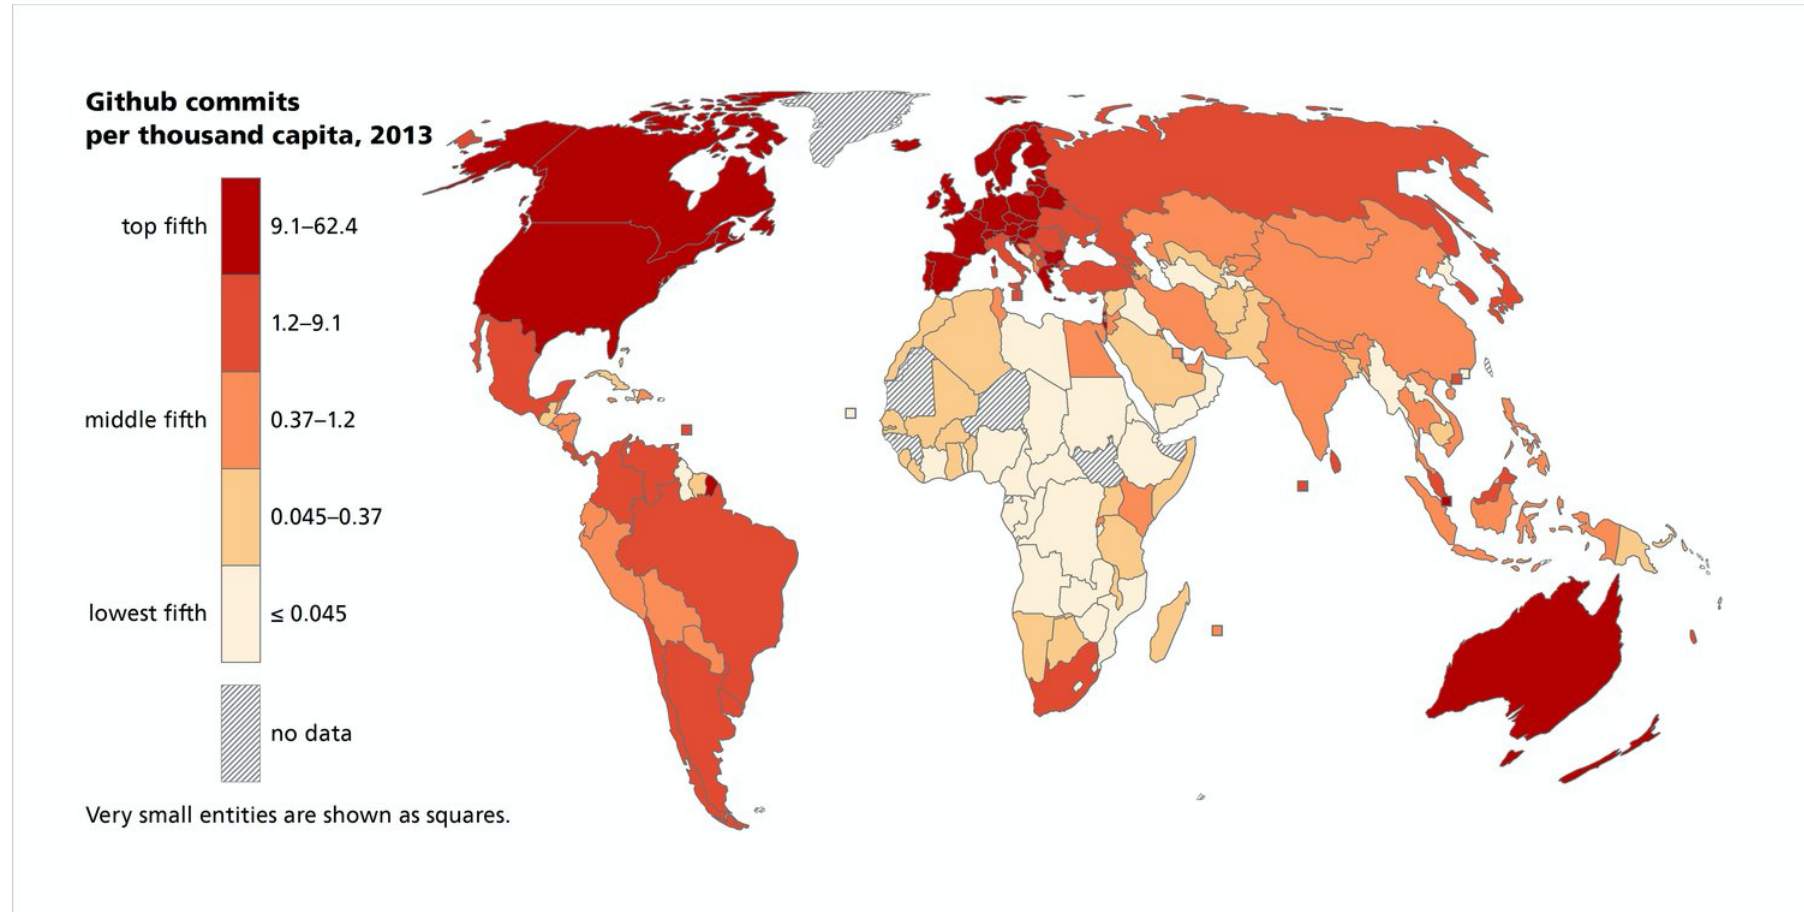 Github commits
per thousand capita, 2013
top fifth
9.1–62.4
1.2–9.1
middle fifth
0.37–1.2
0.045–0.37
lowest fifth
≤ 0.045
no data
Very small entities are shown as squares.